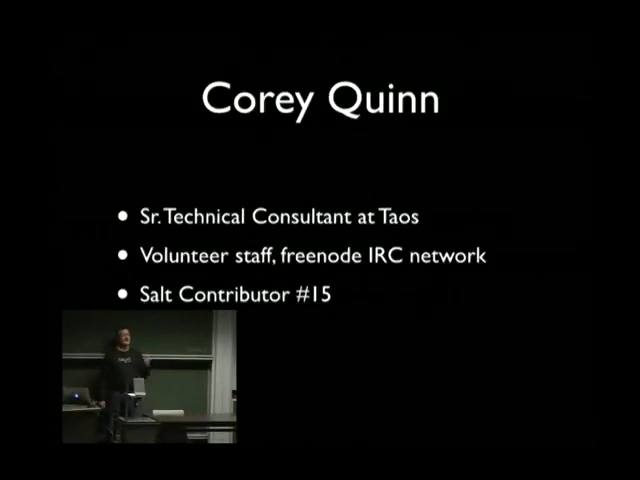 Corey Quinn
• Sr. Technical Consultant at Taos
• Volunteer staff, freenode IRC network
• Salt Contributor #15